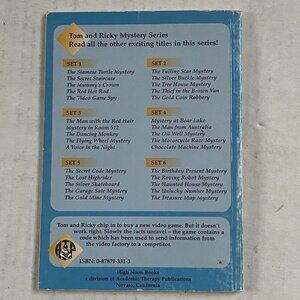 Tom and Ricky Mystery Series
Read all the other exciting titles in this series!
SET 1
The Siamese Turtle Mystery
The Secret Staircase
The Mummy's Crown
The Red Hot Rod
The Video Game Spy
SET 2
The Falling Star Mystery
The Silver Buckle Mystery
The Tree House Mystery
The Thief in the Brown Van
The Gold Coin Robbery
SET 3
The Man with the Red Hair
Mystery in Room 512
The Dancing Monkey
The Flying Wheel Mystery
A Voice in the Night
SET 4
Mystery at Bear Lake
The Man from Australia
The Oil Well Mystery
The Motorcycle Race Mystery
Chocolate Machine Mystery
SET 5
The Secret Code Mystery
The Lost Highrider
The Silver Skateboard
The Garage Sale Mystery
The Gold Mine Mystery
SET 6
The Birthday Present Mystery
The Roving Robot Mystery
The Haunted House Mystery
The Unlucky Number Mystery
The Treasure Map Mystery
Tom and Ricky chip in to buy a new video game. But it doesn't
work right. Slowly the facts unravel – the game contains a
code which has been used to send information from
the video factory to a competitor.
ISBN: 0-87879-331-3
High Noon Books
a division of Academic Therapy Publications
Novato, California